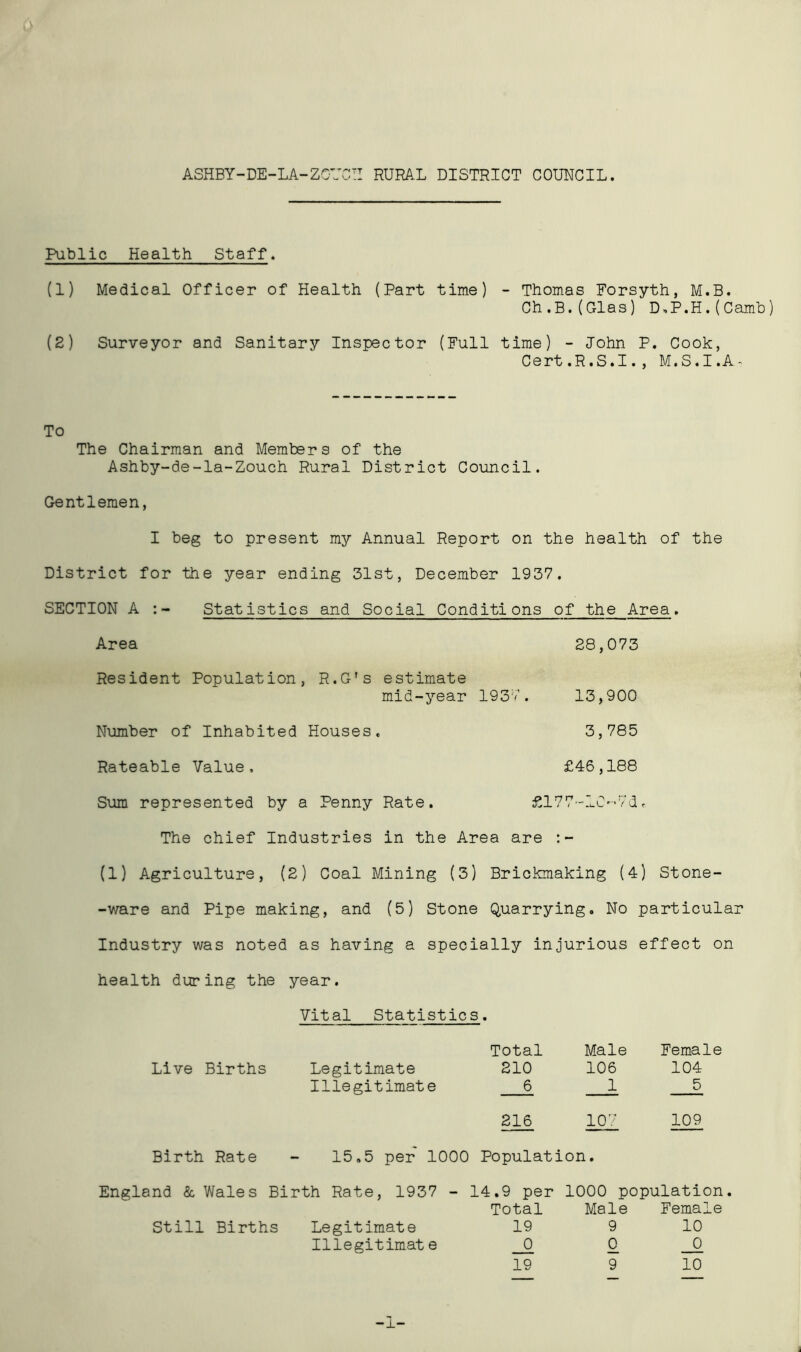 ASHBY-DE-LA-ZOUCH RURAL DISTRICT COUNCIL.
Public Health Staff.
(1) Medical Officer of Health (Part time) - Thomas Forsyth, M.B.
Ch.B.(Glas) D.P.H.(Camb)
(2) Surveyor and Sanitary Inspector (Full time) - John P. Cook,
Cert.R.S.I., M.S.I.A.
To
The Chairman and Members of the
Ashby-de-la-Zouch Rural District Council.
Gentlemen,
I beg to present my Annual Report on the health of the
District for the year ending 31st, December 1937.
SECTION A :- Statistics and Social Conditions of the Area.
Area 28,073
Resident Population, R.G's estimate
mid-year 1937. 13,900
Number of Inhabited Houses. 3,785
Rateable Value. £46,188
Sum represented by a Penny Rate. £177-10-7d.
The chief Industries in the Area are :-
(1) Agriculture, (2) Coal Mining (3) Brickmaking (4) Stone-
-ware and Pipe making, and (5) Stone Quarrying. No particular
Industry was noted as having a specially injurious effect on
health during the year.
Vital Statistics.
Total Male Female
Live Births Legitimate 210 106 104
Illegitimate 6 1 5
216 107 109
Birth Rate - 15.5 per 1000 Population.
England & Wales Birth Rate, 1937 - 14.9 per 1000 population.
Total Male Female
Still Births Legitimate 19 9 10
Illegitimate 0 0 0
19 9 10
-1-